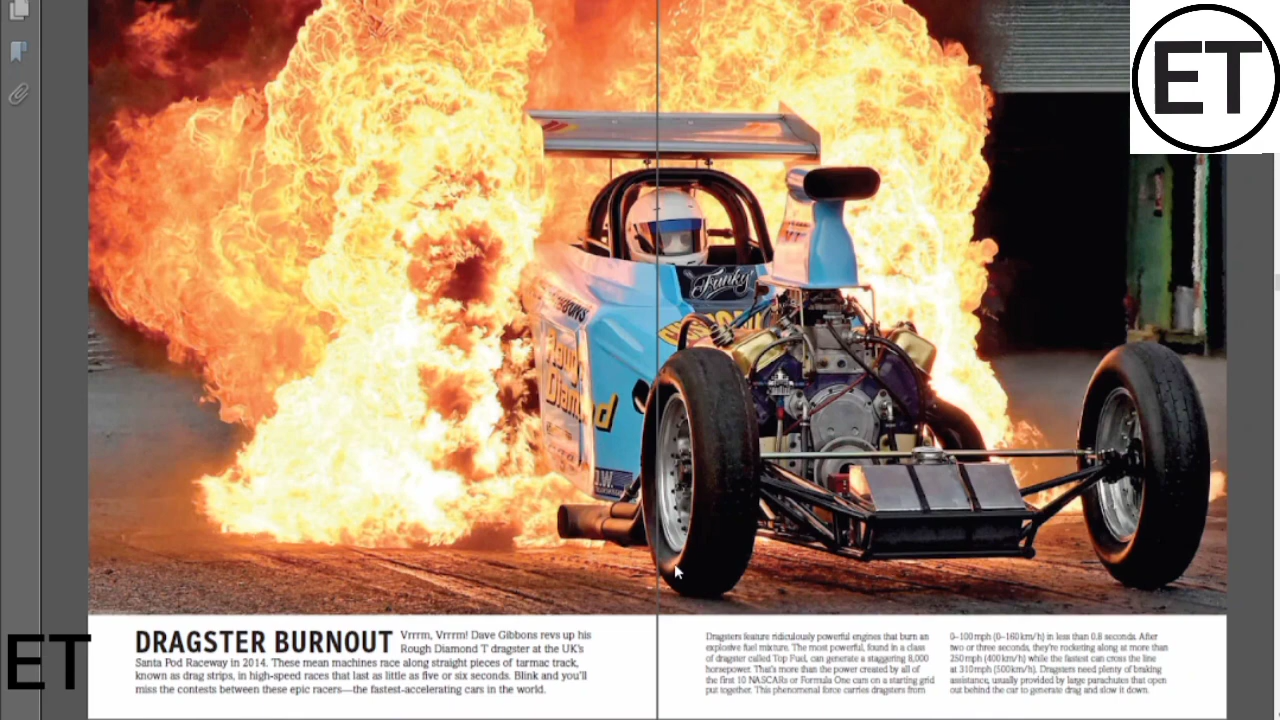 ET
Funky
Rough
Diamond
DRAGSTER BURNOUT Vrrrm, Vrrrm! Dave Gibbons revs up his
Rough Diamond 'T' dragster at the UK's
Santa Pod Raceway in 2014. These mean machines race along straight pieces of tarmac track,
known as drag strips, in high-speed races that last as little as five or six seconds. Blink and you'll
miss the contests between these epic racers—the fastest-accelerating cars in the world.
Dragsters feature ridiculously powerful engines that burn an
explosive fuel mixture. The most powerful, found in a class
of dragster called Top Fuel, can generate a staggering 8,000
horsepower. That's more than the power created by all of
the first 10 NASCARs or Formula One cars on a starting grid
put together. This phenomenal force carries dragsters from
0–100 mph (0–160 km/h) in less than 0.8 seconds. After
two or three seconds, they're rocketing along at more than
250 mph (400 km/h) while the fastest can cross the line
at 310 mph (500 km/h). Dragsters need plenty of braking
assistance, usually provided by large parachutes that open
out behind the car to generate drag and slow it down.
ET